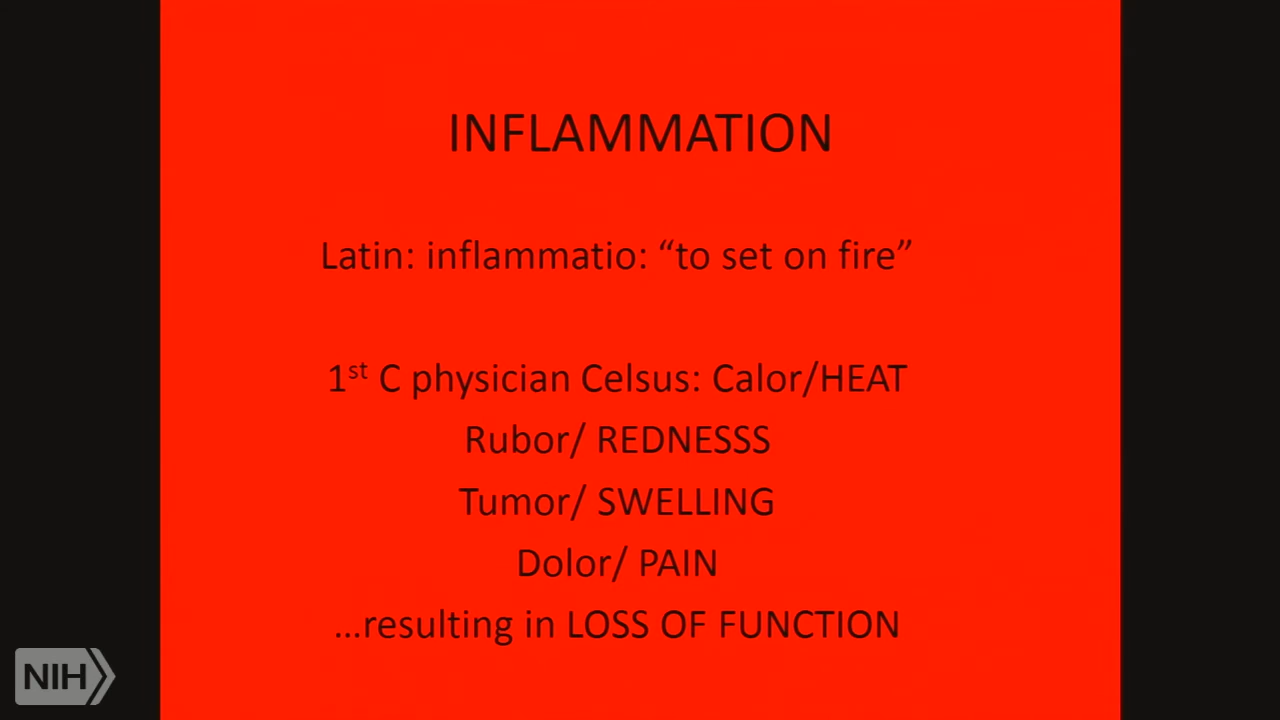 INFLAMMATION
Latin: inflammatio: “to set on fire”
1st C physician Celsus: Calor/HEAT
Rubor/ REDNESSS
Tumor/ SWELLING
Dolor/ PAIN
...resulting in LOSS OF FUNCTION
NIH